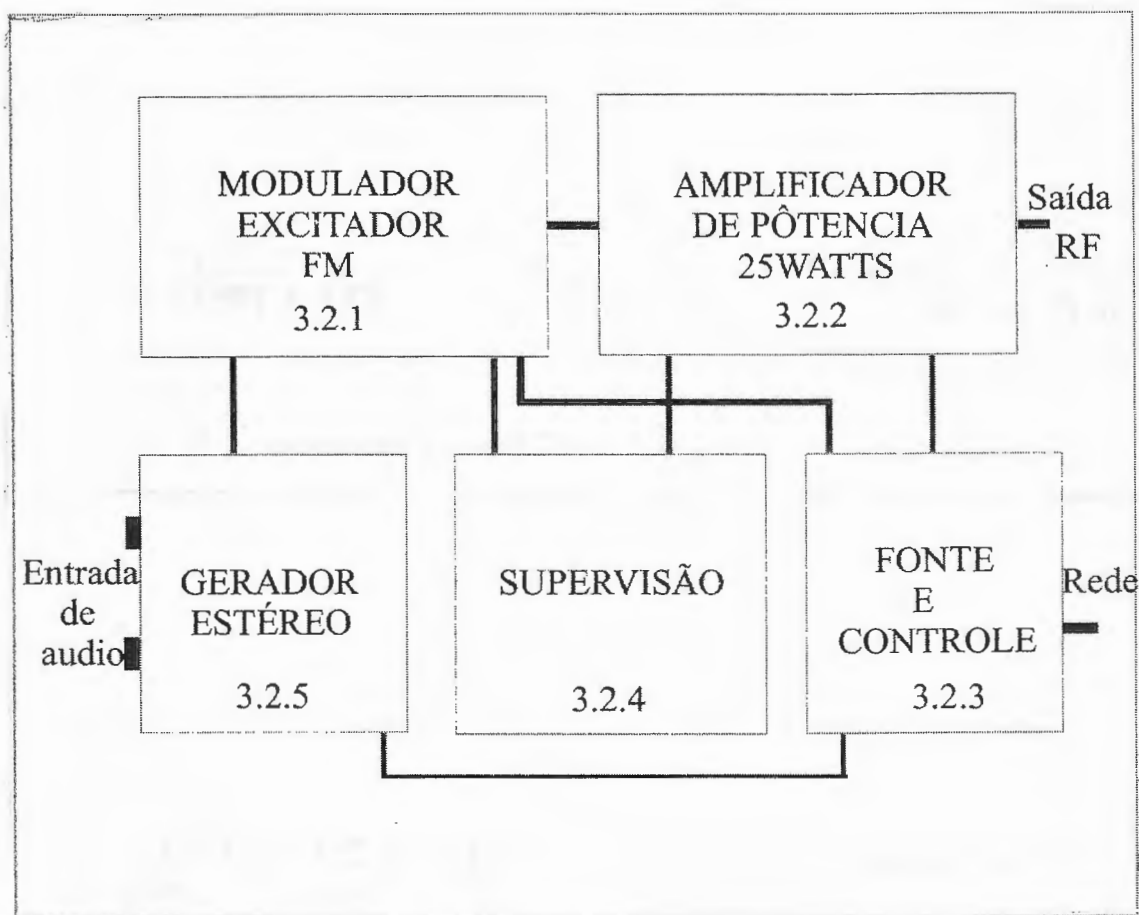 MODULADOR
EXCITADOR
FM
3.2.1
AMPLIFICADOR
DE PÔTENCIA
25WATTS
3.2.2
Saída
RF
Entrada
de
audio
GERADOR
ESTÉREO
3.2.5
SUPERVISÃO
3.2.4
FONTE
E
CONTROLE
3.2.3
Rede